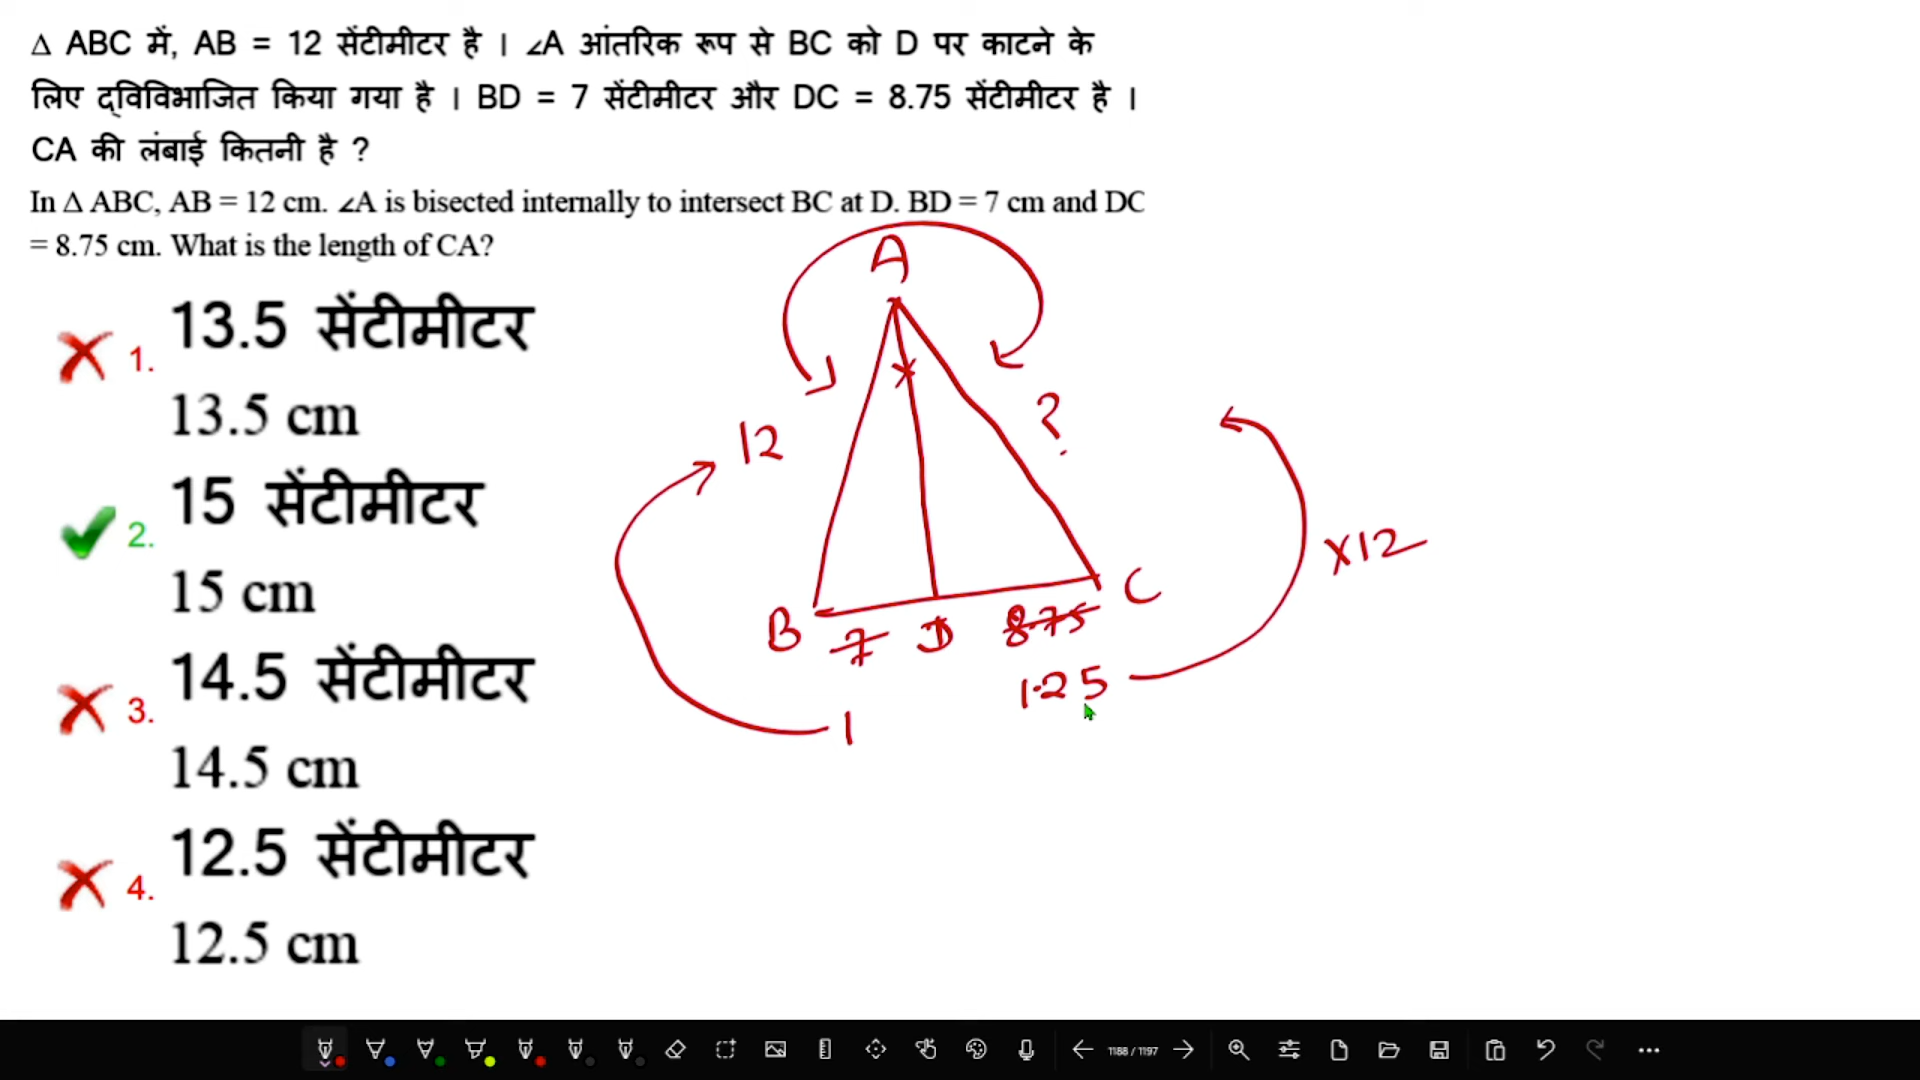 Δ ABC में, AB = 12 सेंटीमीटर है । ∠A आंतरिक रूप से BC को D पर काटने के
लिए द्विविभाजित किया गया है । BD = 7 सेंटीमीटर और DC = 8.75 सेंटीमीटर है ।
CA की लंबाई कितनी है ?
In Δ ABC, AB = 12 cm. ∠A is bisected internally to intersect BC at D. BD = 7 cm and DC
= 8.75 cm. What is the length of CA?
1. 13.5 सेंटीमीटर
13.5 cm
2. 15 सेंटीमीटर
15 cm
3. 14.5 सेंटीमीटर
14.5 cm
4. 12.5 सेंटीमीटर
12.5 cm
A
12
?
×12
B
7
D
8.75
C
1.25
1
1188 / 1197